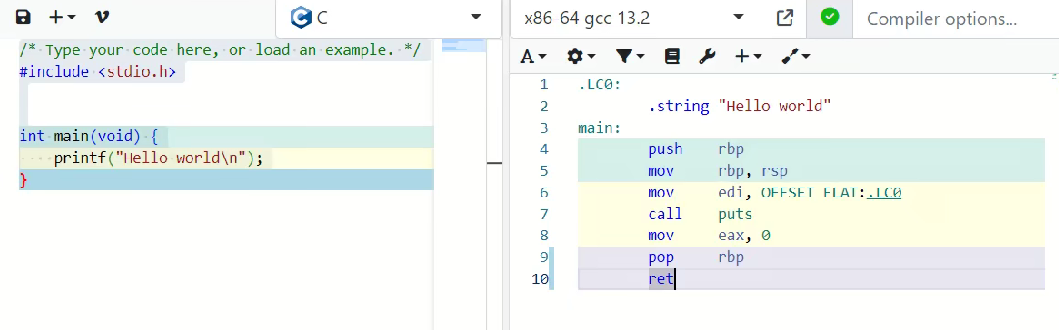 C
x86-64 gcc 13.2
Compiler options...
/* Type your code here, or load an example. */
#include <stdio.h>
int main(void) {
printf("Hello world\n");
}
A
1 .LC0:
2 .string "Hello world"
3 main:
4 push rbp
5 mov rbp, rsp
6 mov edi, OFFSET FLAT:.LC0
7 call puts
8 mov eax, 0
9 pop rbp
10 ret